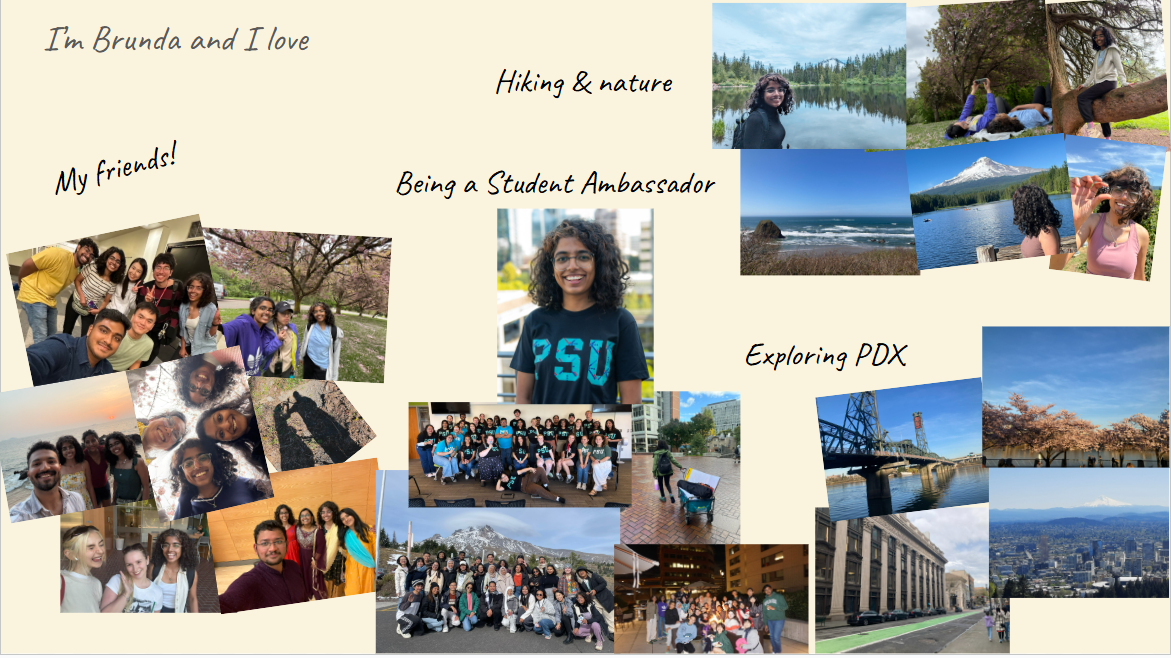 I'm Brunda and I love
Hiking & nature
My friends!
Being a Student Ambassador
PSU
Exploring PDX